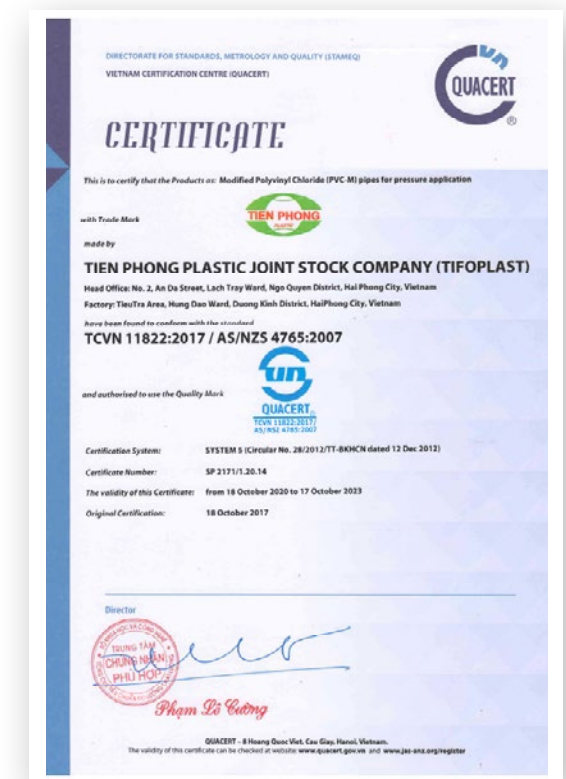 DIRECTORATE FOR STANDARDS, METROLOGY AND QUALITY (STAMEQ)
VIETNAM CERTIFICATION CENTRE (QUACERT)
QUACERT
®
CERTIFICATE
This is to certify that the Products as: Modified Polyvinyl Chloride (PVC-M) pipes for pressure application
with Trade Mark
TIEN PHONG
PLASTIC
made by
TIEN PHONG PLASTIC JOINT STOCK COMPANY (TIFOPLAST)
Head Office: No. 2, An Da Street, Lach Tray Ward, Ngo Quyen District, Hai Phong City, Vietnam
Factory: TieuTra Area, Hung Dao Ward, Duong Kinh District, HaiPhong City, Vietnam
have been found to conform with the standard
TCVN 11822:2017 / AS/NZS 4765:2007
and authorised to use the Quality Mark
QUACERT
TCVN 11822:2017/
AS/NSZ 4765:2007
Certification System: SYSTEM 5 (Circular No. 28/2012/TT-BKHCN dated 12 Dec 2012)
Certificate Number: SP 2171/1.20.14
The validity of this Certificate: from 18 October 2020 to 17 October 2023
Original Certification: 18 October 2017
Director
TRUNG TÂM
CHỨNG NHẬN
PHÙ HỢP
Phạm Lê Cường
QUACERT – 8 Hoang Quoc Viet, Cau Giay, Hanoi, Vietnam.
The validity of this certificate can be checked at website: www.quacert.gov.vn and www.jas-anz.org/register